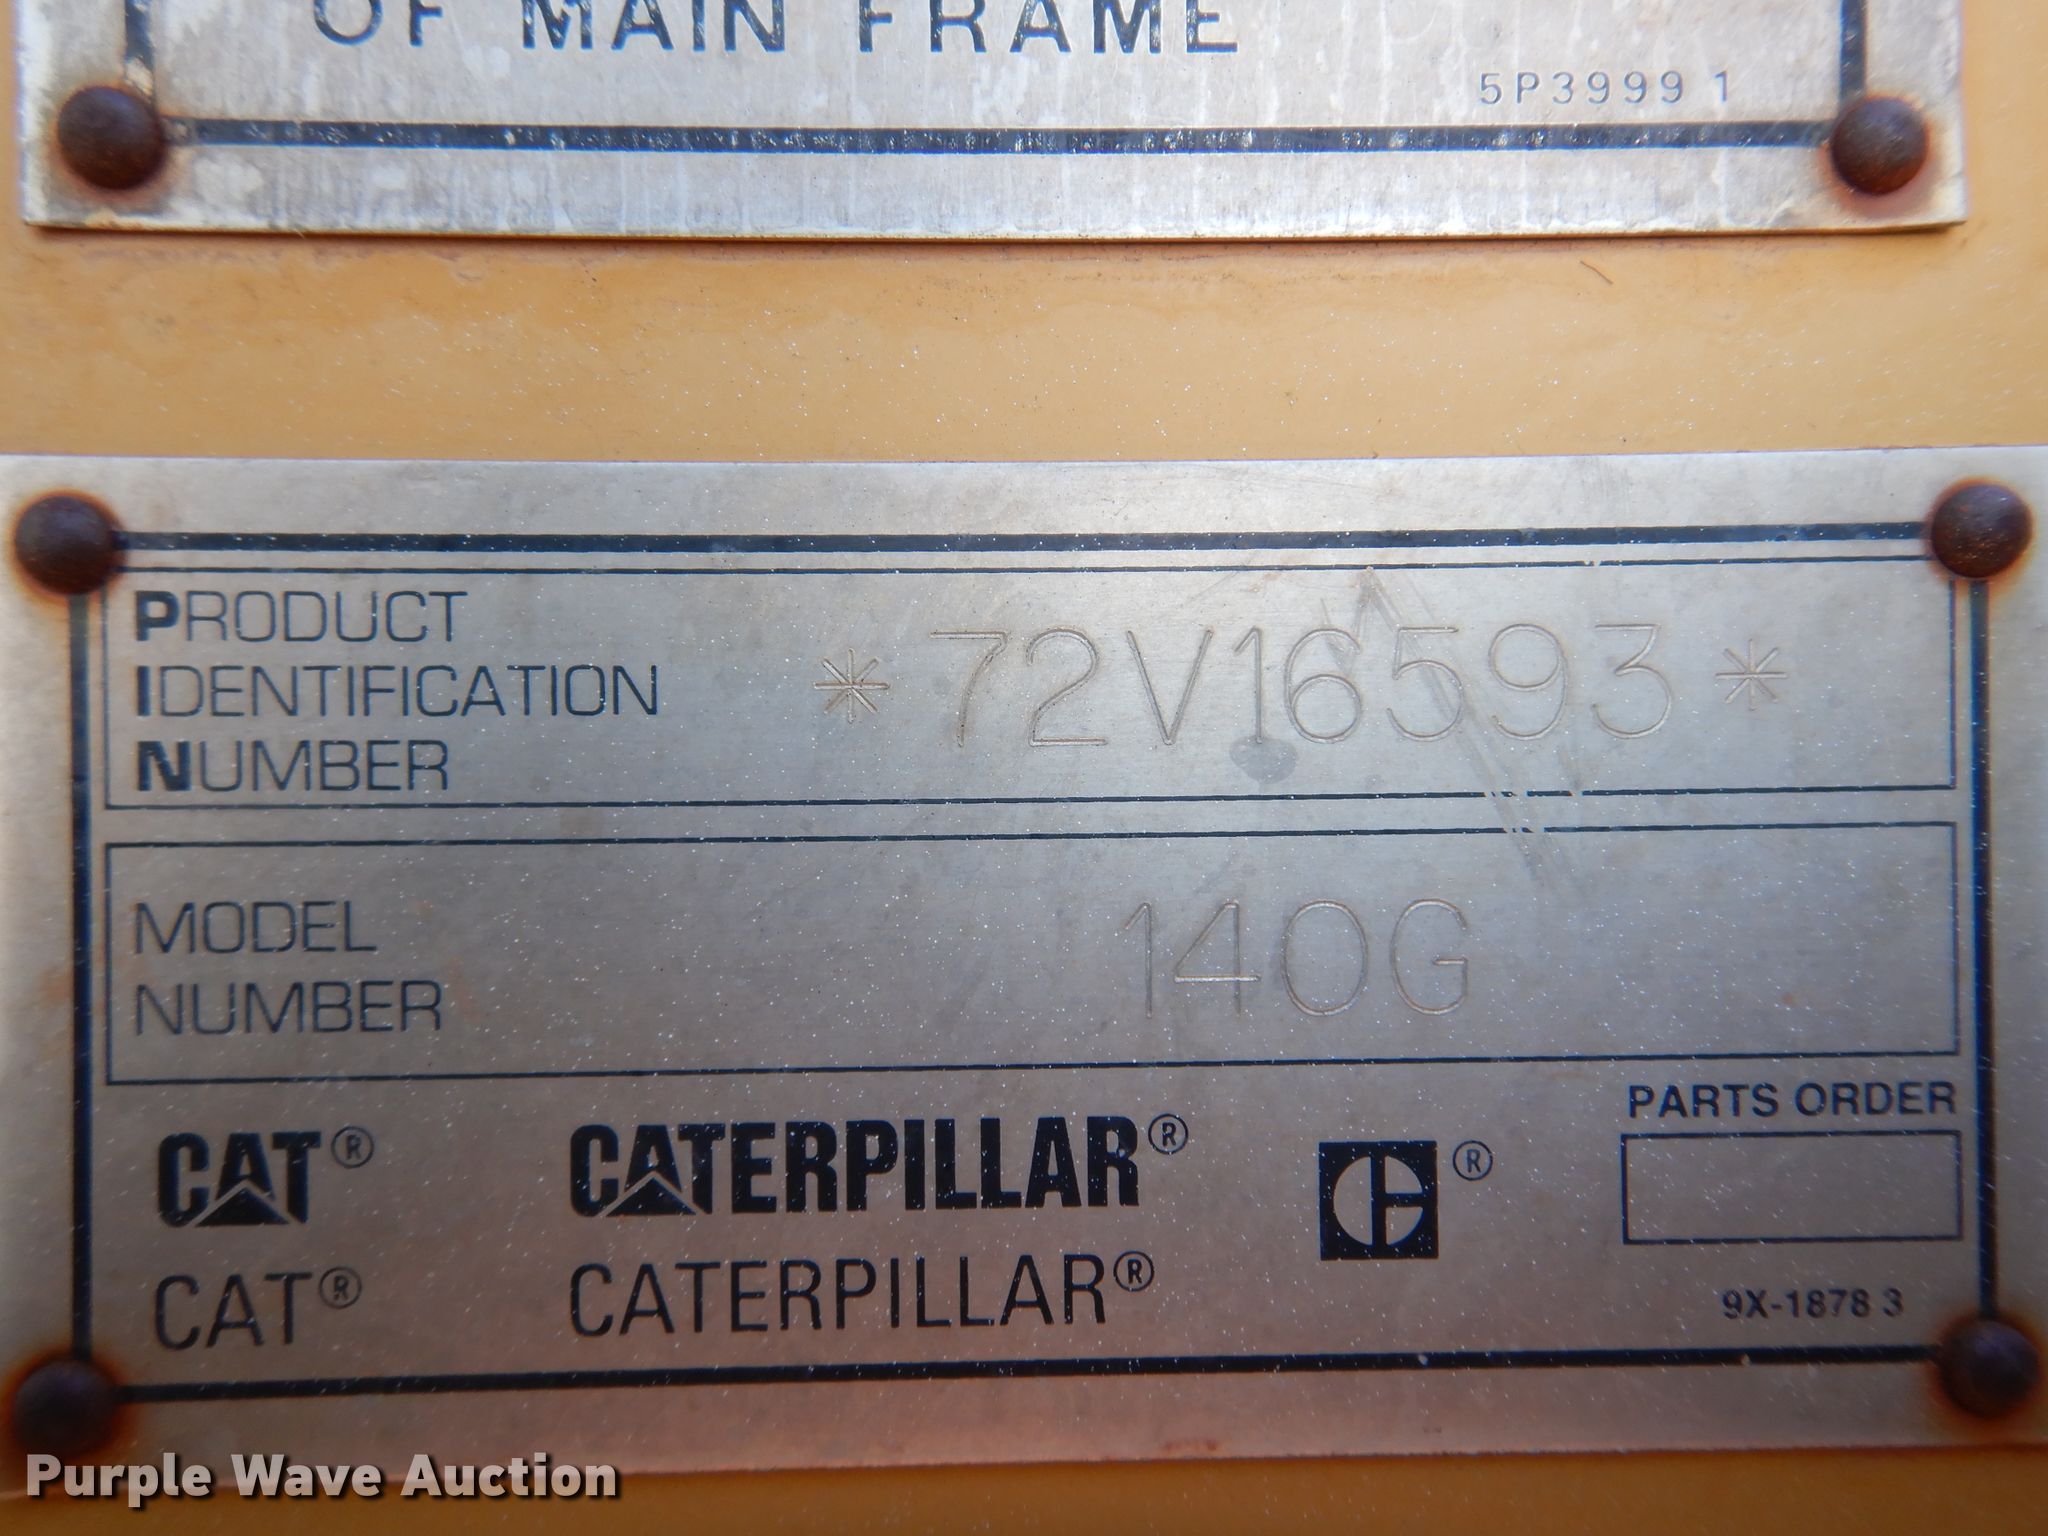 OF MAIN FRAME
5P3999 1
PRODUCT
IDENTIFICATION
NUMBER
*72V16593*
MODEL
NUMBER
140G
CAT® CATERPILLAR® ®
CAT® CATERPILLAR®
PARTS ORDER
9X-1878 3
Purple Wave Auction